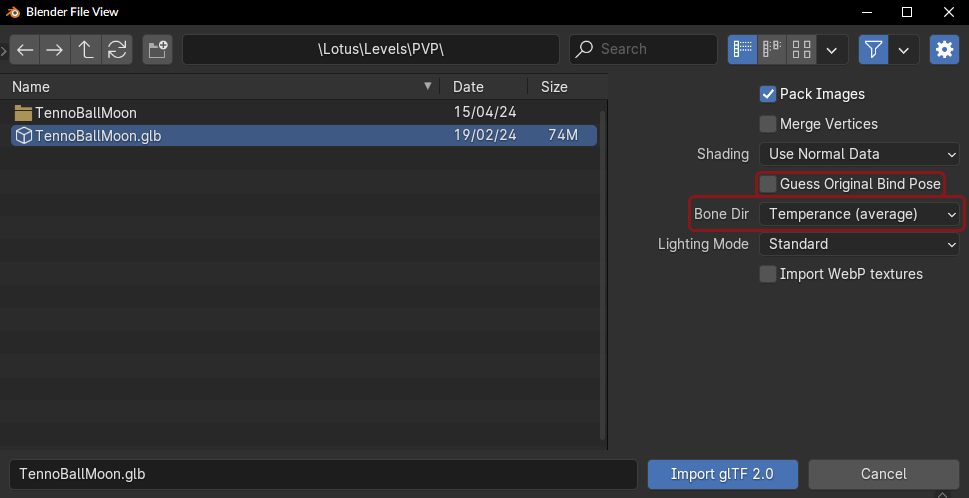 Blender File View
\Lotus\Levels\PVP\
Search
Name Date Size
TennoBallMoon 15/04/24
TennoBallMoon.glb 19/02/24 74M
Pack Images
Merge Vertices
Shading Use Normal Data
Guess Original Bind Pose
Bone Dir Temperance (average)
Lighting Mode Standard
Import WebP textures
TennoBallMoon.glb
Import glTF 2.0
Cancel